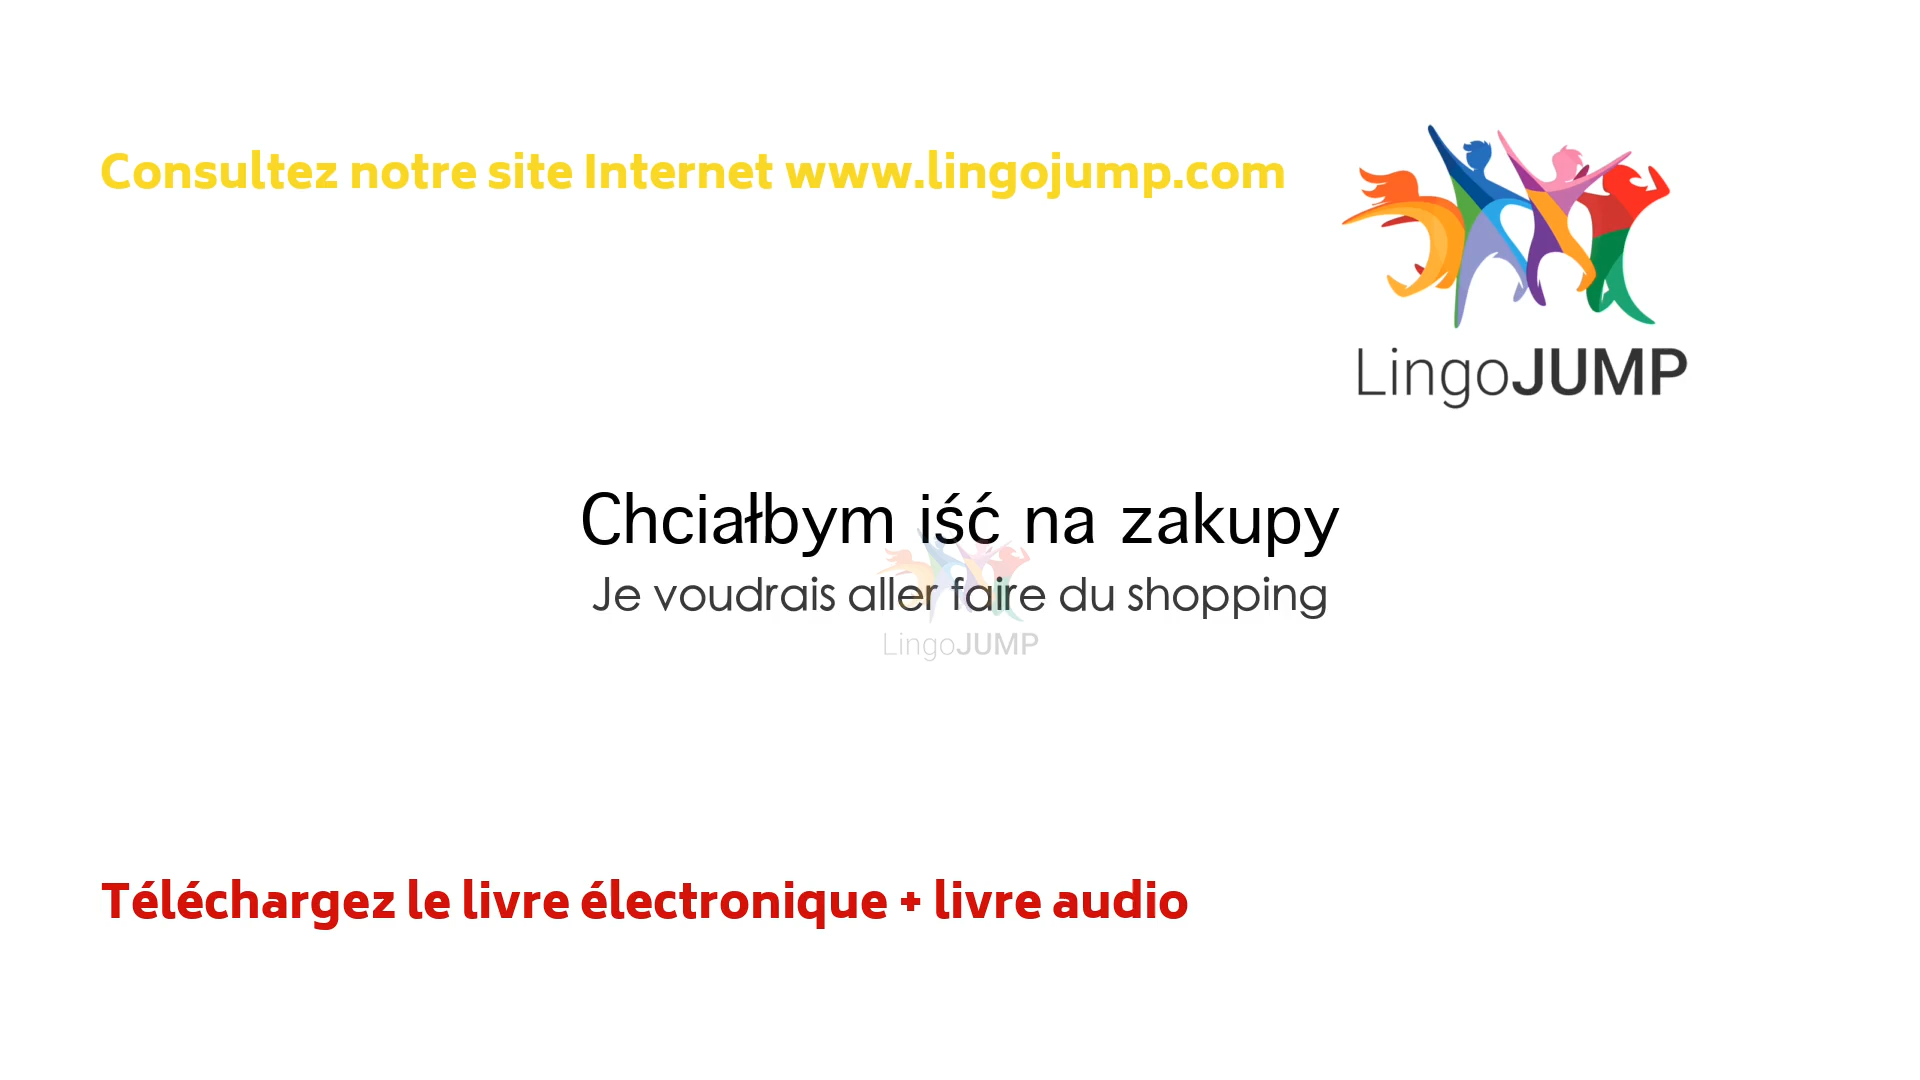 Consultez notre site Internet www.lingojump.com
LingoJUMP
Chciałbym iść na zakupy
Je voudrais aller faire du shopping
LingoJUMP
Téléchargez le livre électronique + livre audio